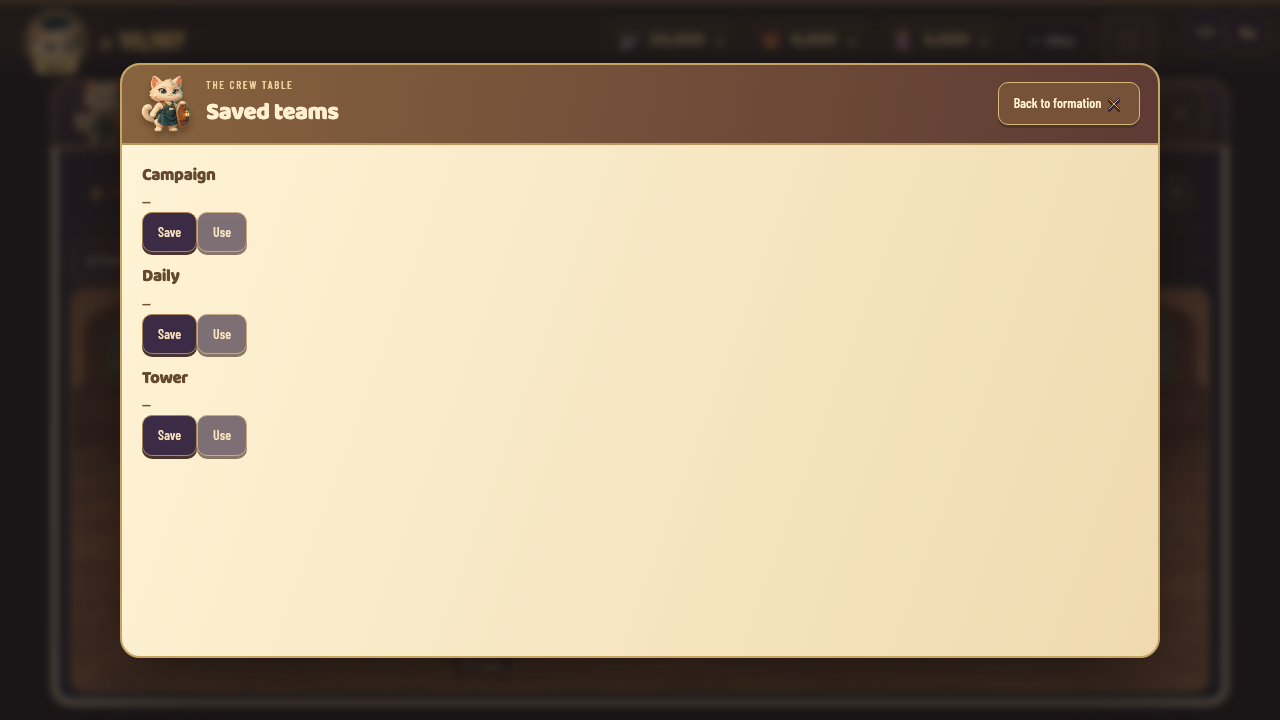 THE CREW TABLE
Saved teams
Back to formation
Campaign
–
Save Use
Daily
–
Save Use
Tower
–
Save Use